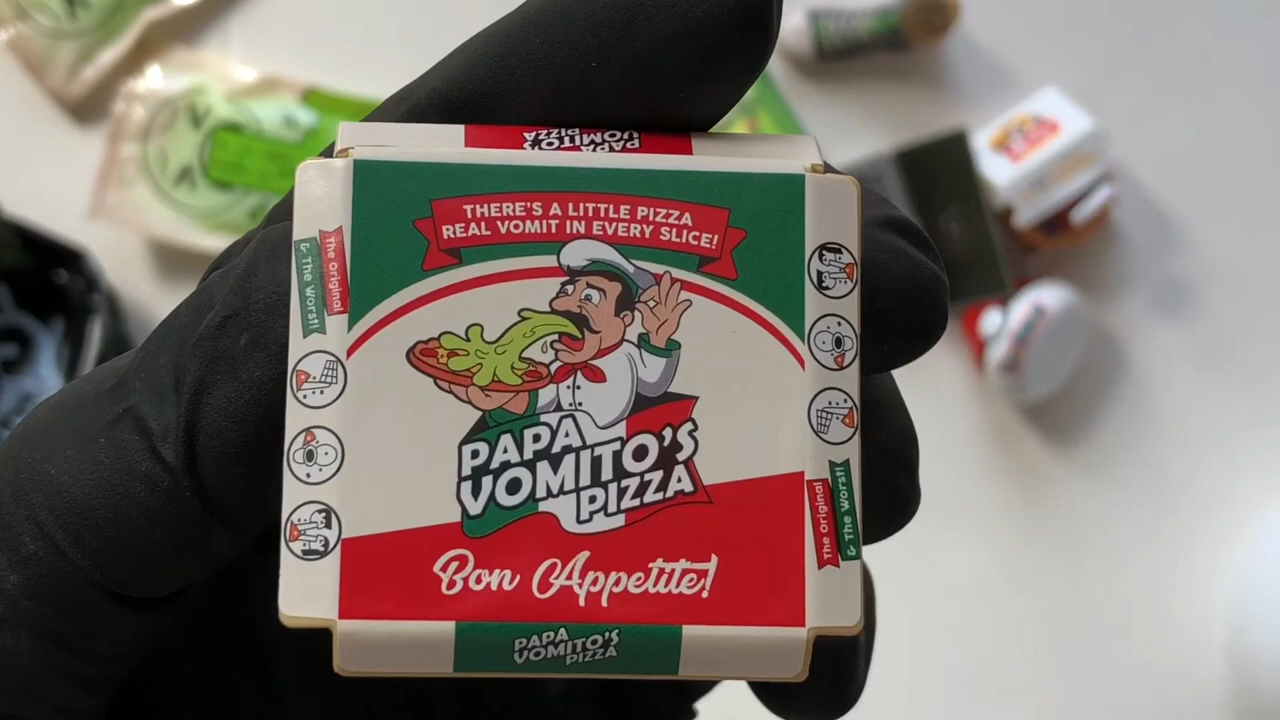 PAPA
VOMITO'S
PIZZA
THERE'S A LITTLE PIZZA
REAL VOMIT IN EVERY SLICE!
The Original
& The Worst!
PAPA
VOMITO'S
PIZZA
The Original
& The Worst!
Bon Appetite!
PAPA
VOMITO'S
PIZZA